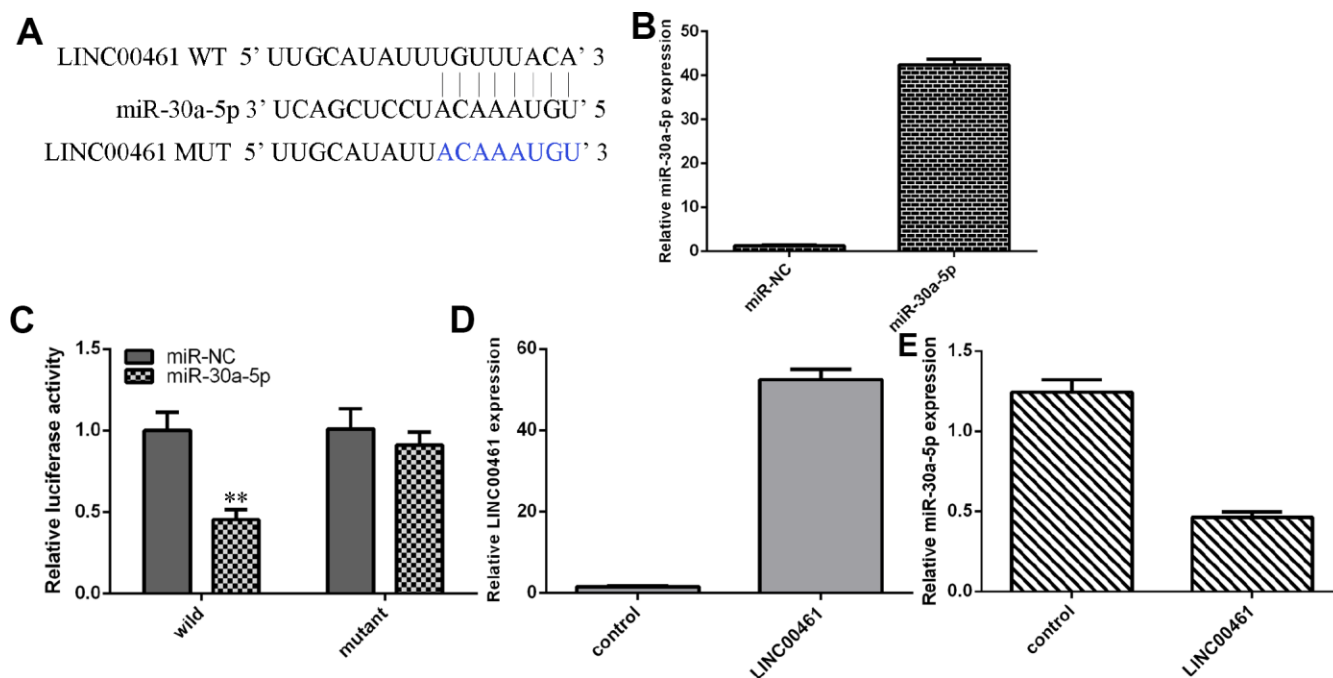 A
LINC00461 WT 5' UUGCAUAUUUGUUUACA' 3
miR-30a-5p 3' UCAGCUCCUACAAAUGU' 5
LINC00461 MUT 5' UUGCAUAUUACAAAUGU' 3
B
Relative miR-30a-5p expression
50
40
30
20
10
0
miR-NC
miR-30a-5p
C
Relative luciferase activity
1.5
1.0
0.5
0.0
miR-NC
miR-30a-5p
**
wild
mutant
D
Relative LINC00461 expression
60
40
20
0
control
LINC00461
E
Relative miR-30a-5p expression
1.5
1.0
0.5
0.0
control
LINC00461